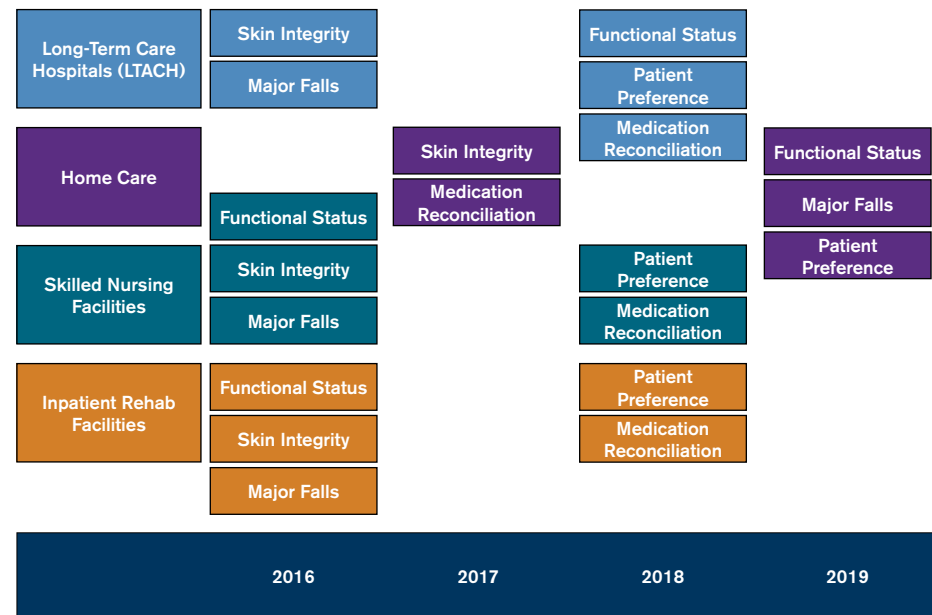 Long-Term Care
Hospitals (LTACH)
Skin Integrity
Major Falls
Functional Status
Patient
Preference
Medication
Reconciliation
Home Care
Skin Integrity
Medication
Reconciliation
Functional Status
Major Falls
Patient
Preference
Skilled Nursing
Facilities
Functional Status
Skin Integrity
Major Falls
Patient
Preference
Medication
Reconciliation
Inpatient Rehab
Facilities
Functional Status
Skin Integrity
Major Falls
Patient
Preference
Medication
Reconciliation
2016
2017
2018
2019